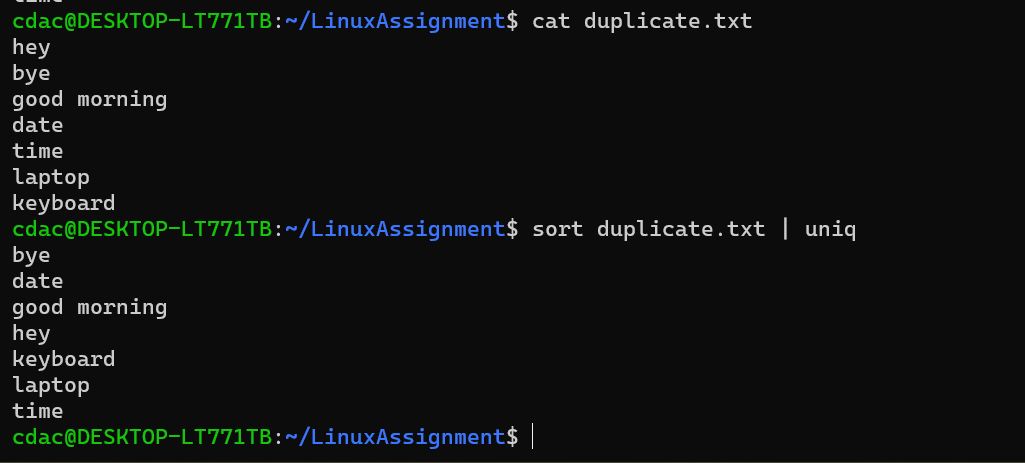 cdac@DESKTOP-LT771TB:~/LinuxAssignment$ cat duplicate.txt
hey
bye
good morning
date
time
laptop
keyboard
cdac@DESKTOP-LT771TB:~/LinuxAssignment$ sort duplicate.txt | uniq
bye
date
good morning
hey
keyboard
laptop
time
cdac@DESKTOP-LT771TB:~/LinuxAssignment$